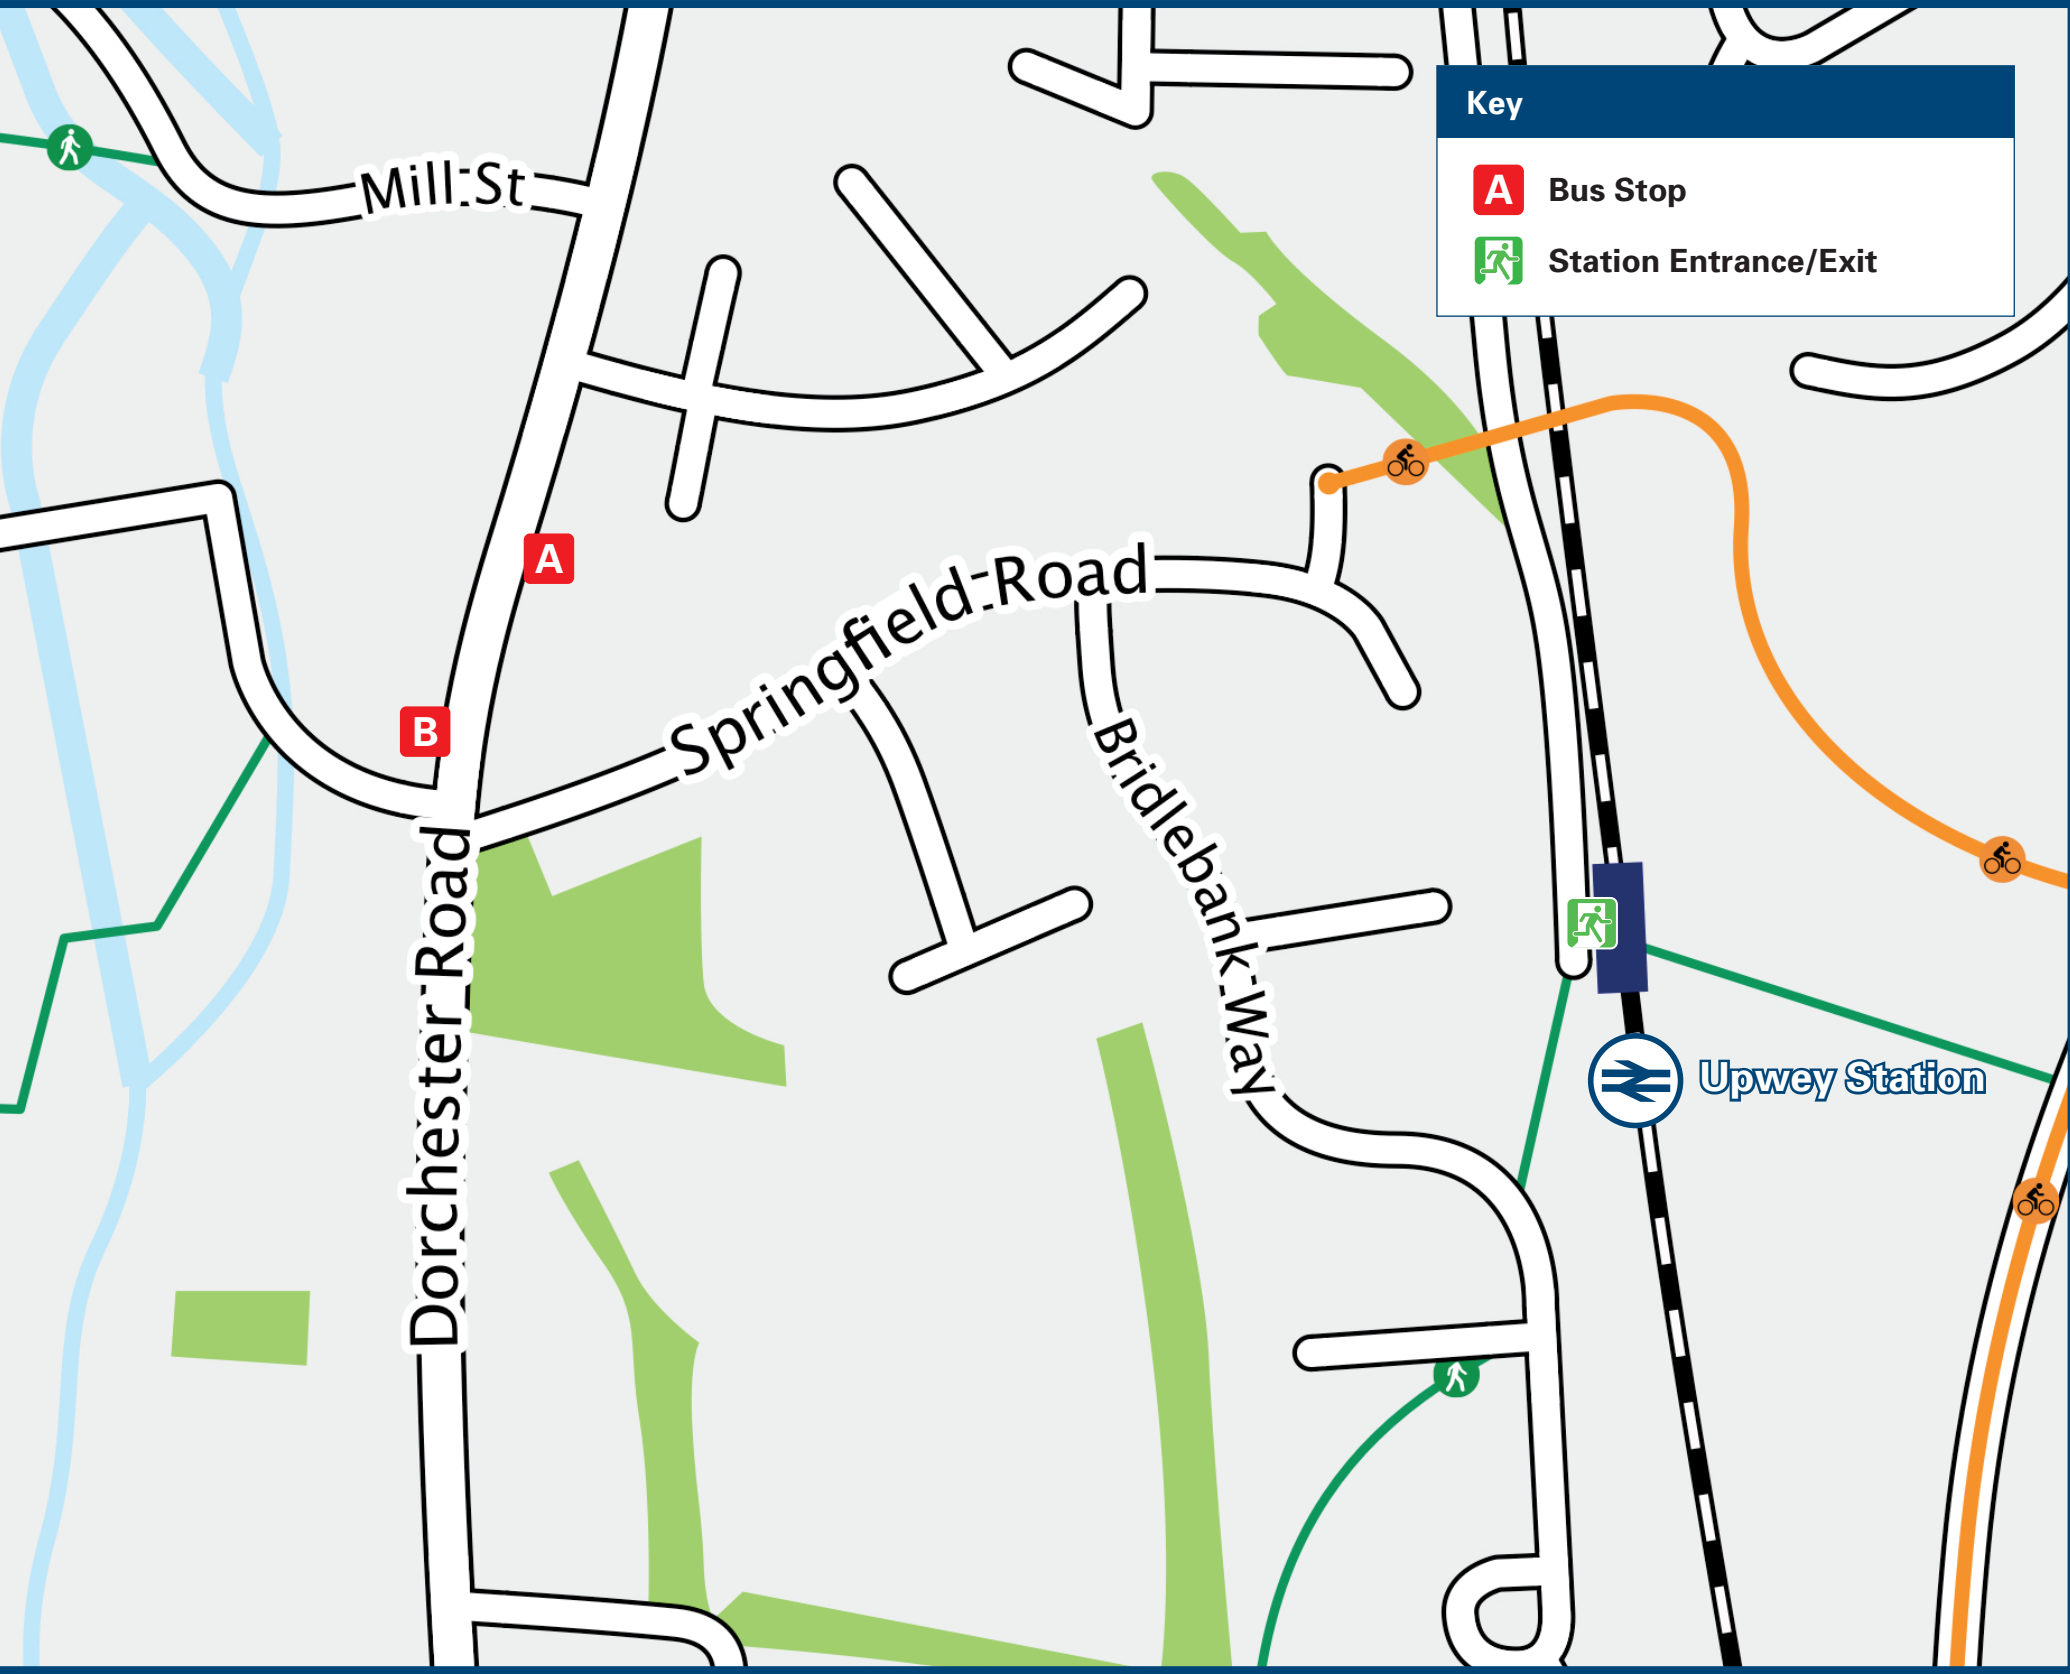 Key
A Bus Stop
Station Entrance/Exit
Mill St
A
B
Springfield Road
Bridlebank Way
Dorchester Road
Upwey Station